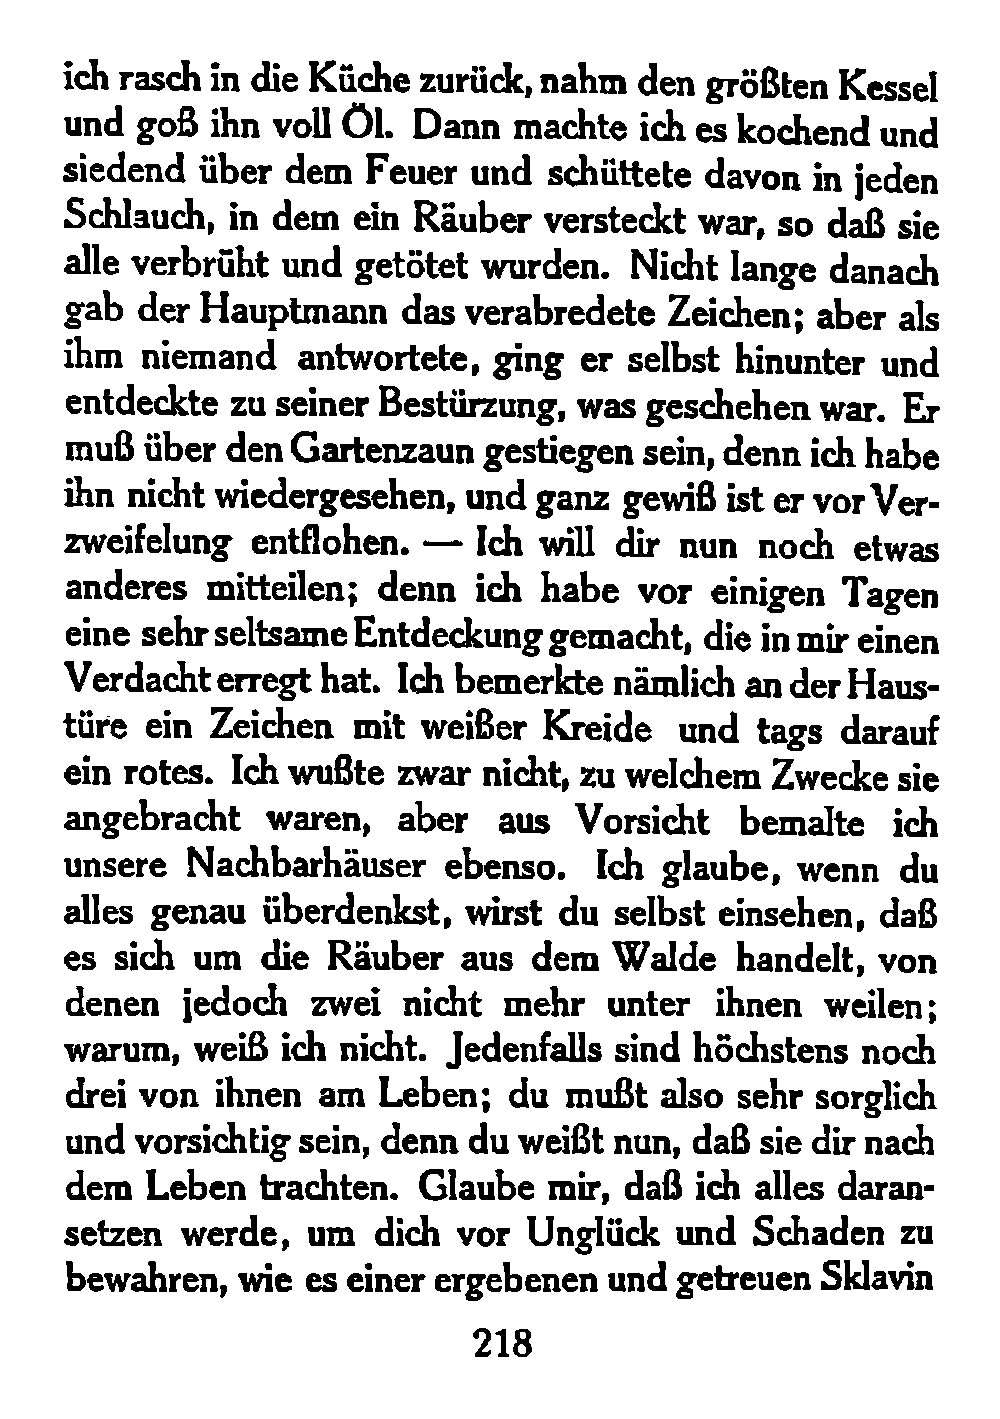 ich rasch in die Küche zurück, nahm den größten Kessel
und goß ihn voll Öl. Dann machte ich es kochend und
siedend über dem Feuer und schüttete davon in jeden
Schlauch, in dem ein Räuber versteckt war, so daß sie
alle verbrüht und getötet wurden. Nicht lange danach
gab der Hauptmann das verabredete Zeichen; aber als
ihm niemand antwortete, ging er selbst hinunter und
entdeckte zu seiner Bestürzung, was geschehen war. Er
muß über den Gartenzaun gestiegen sein, denn ich habe
ihn nicht wiedergesehen, und ganz gewiß ist er vor Ver-
zweifelung entflohen. — Ich will dir nun noch etwas
anderes mitteilen; denn ich habe vor einigen Tagen
eine sehr seltsame Entdeckung gemacht, die in mir einen
Verdacht erregt hat. Ich bemerkte nämlich an der Haus-
türe ein Zeichen mit weißer Kreide und tags darauf
ein rotes. Ich wußte zwar nicht, zu welchem Zwecke sie
angebracht waren, aber aus Vorsicht bemalte ich
unsere Nachbarhäuser ebenso. Ich glaube, wenn du
alles genau überdenkst, wirst du selbst einsehen, daß
es sich um die Räuber aus dem Walde handelt, von
denen jedoch zwei nicht mehr unter ihnen weilen;
warum, weiß ich nicht. Jedenfalls sind höchstens noch
drei von ihnen am Leben; du mußt also sehr sorglich
und vorsichtig sein, denn du weißt nun, daß sie dir nach
dem Leben trachten. Glaube mir, daß ich alles daran-
setzen werde, um dich vor Unglück und Schaden zu
bewahren, wie es einer ergebenen und getreuen Sklavin
218